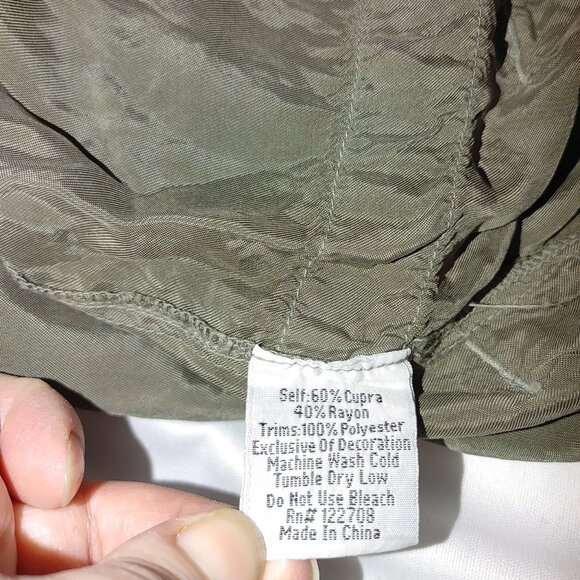 Self:60% Cupra
40% Rayon
Trims:100% Polyester
Exclusive Of Decoration
Machine Wash Cold
Tumble Dry Low
Do Not Use Bleach
Rn# 122708
Made In China